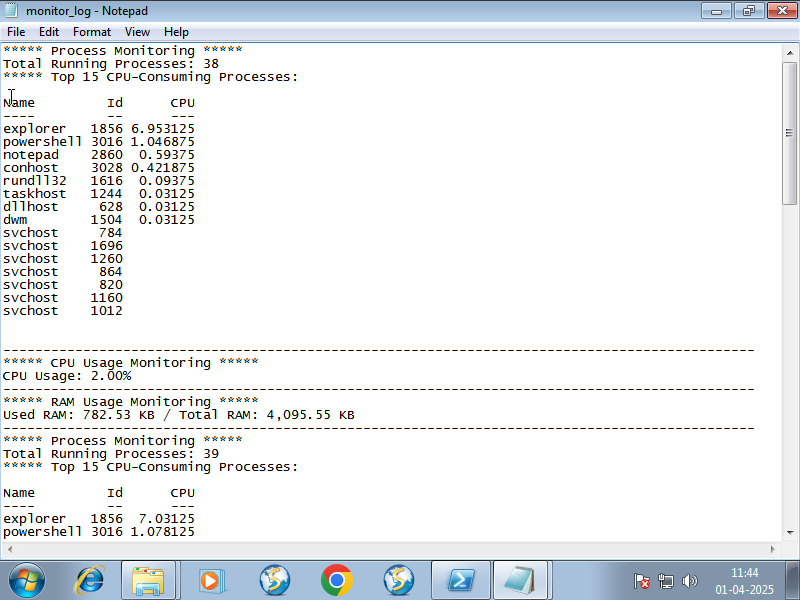 monitor_log - Notepad
File Edit Format View Help
***** Process Monitoring *****
Total Running Processes: 38
***** Top 15 CPU-Consuming Processes:
Name Id CPU
---- -- ---
explorer 1856 6.953125
powershell 3016 1.046875
notepad 2860 0.59375
conhost 3028 0.421875
rundll32 1616 0.09375
taskhost 1244 0.03125
dllhost 628 0.03125
dwm 1504 0.03125
svchost 784
svchost 1696
svchost 1260
svchost 864
svchost 820
svchost 1160
svchost 1012
----------------------------------------------------------------------------------------------
***** CPU Usage Monitoring *****
CPU Usage: 2.00%
----------------------------------------------------------------------------------------------
***** RAM Usage Monitoring *****
Used RAM: 782.53 KB / Total RAM: 4,095.55 KB
----------------------------------------------------------------------------------------------
***** Process Monitoring *****
Total Running Processes: 39
***** Top 15 CPU-Consuming Processes:
Name Id CPU
---- -- ---
explorer 1856 7.03125
powershell 3016 1.078125
11:44
01-04-2025